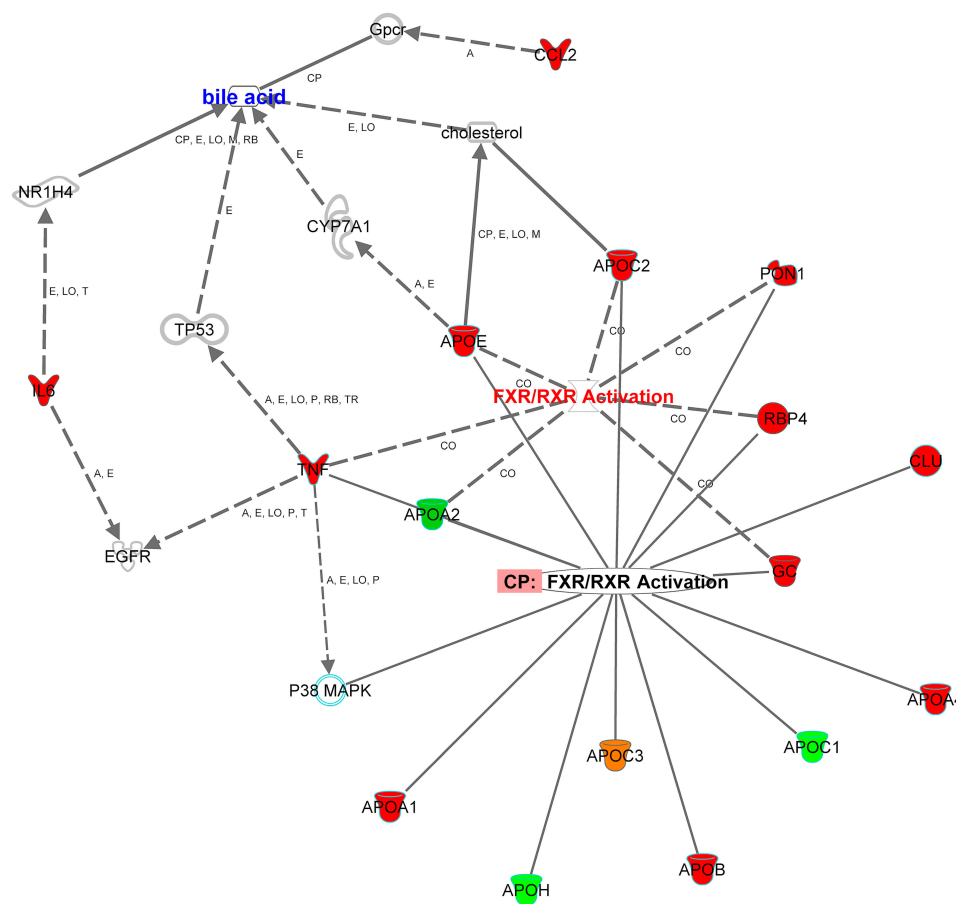 Gpcr
A
CCL2
CP
bile acid
E, LO
cholesterol
CP, E, LO, M, RB
E
NR1H4
E
CYP7A1
CP, E, LO, M
APOC2
PON1
A, E
E, LO, T
TP53
CO
APOE
CO
CO
IL6
FXR/RXR Activation
A, E, LO, P, RB, TR
CO
RBP4
CO
CLU
TNF
A, E
CO
CO
A, E, LO, P, T
APOA2
EGFR
GC
A, E, LO, P
CP: FXR/RXR Activation
P38 MAPK
APOA4
APOC3
APOC1
APOA1
APOB
APOH